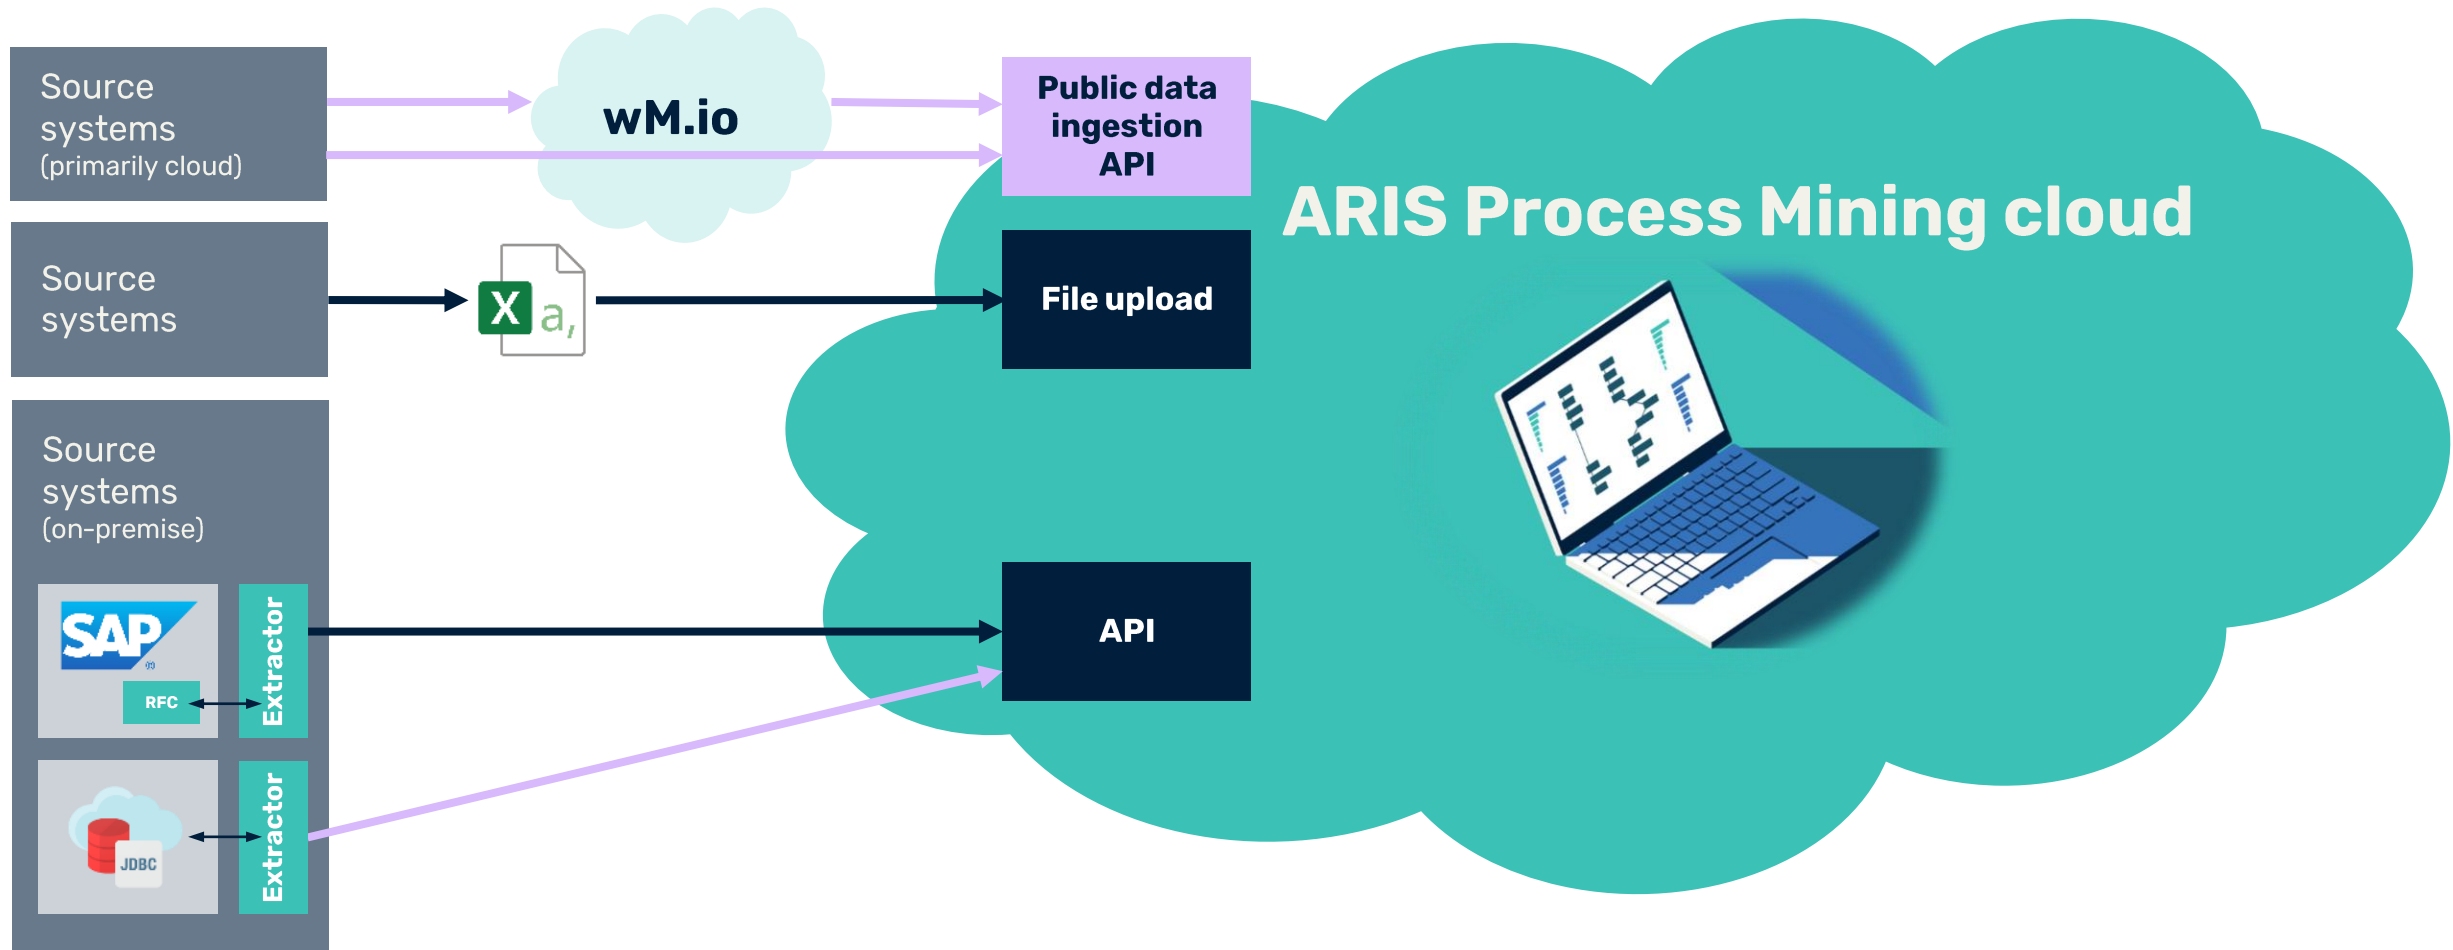 Source
systems
(primarily cloud)
wM.io
Public data
ingestion
API
ARIS Process Mining cloud
Source
systems
X
a,
File upload
Source
systems
(on-premise)
SAP
RFC
Extractor
API
JDBC
Extractor